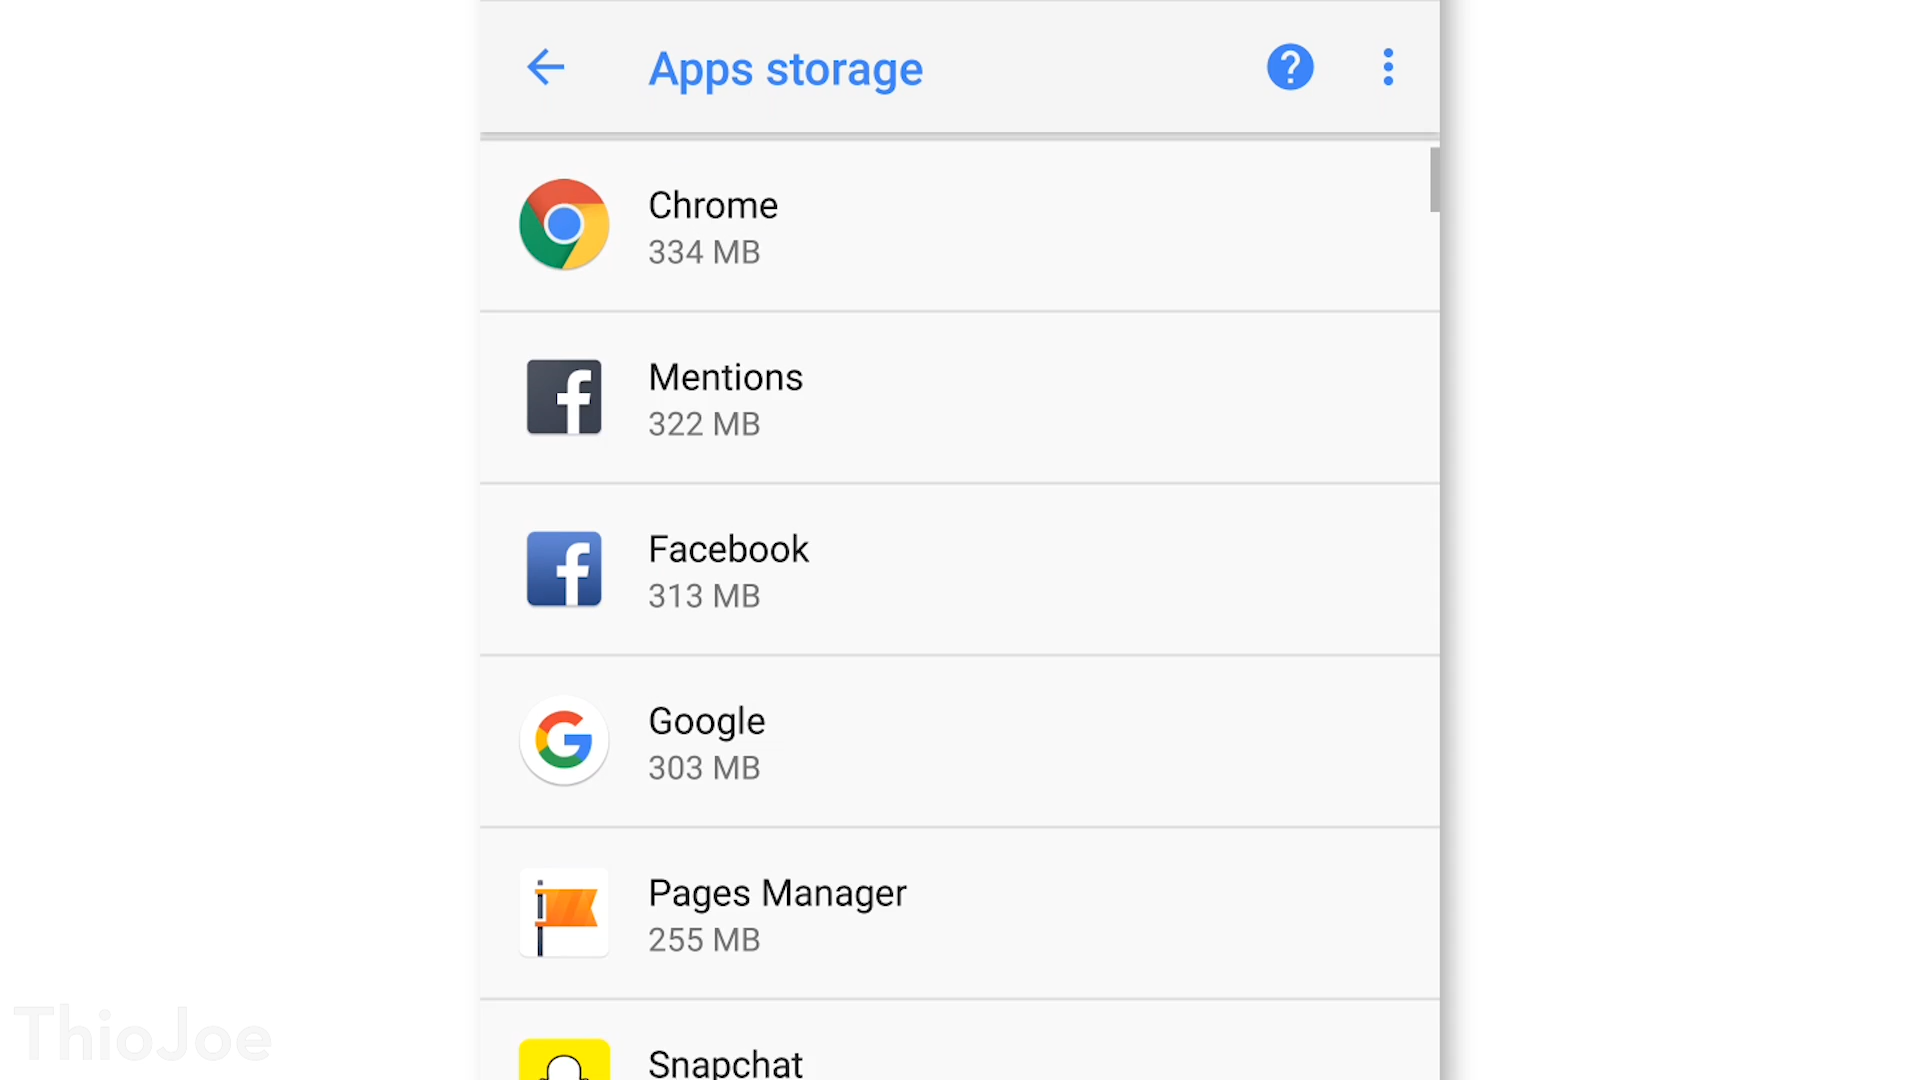 Apps storage
Chrome
334 MB
Mentions
322 MB
Facebook
313 MB
Google
303 MB
Pages Manager
255 MB
Snapchat
ThioJoe